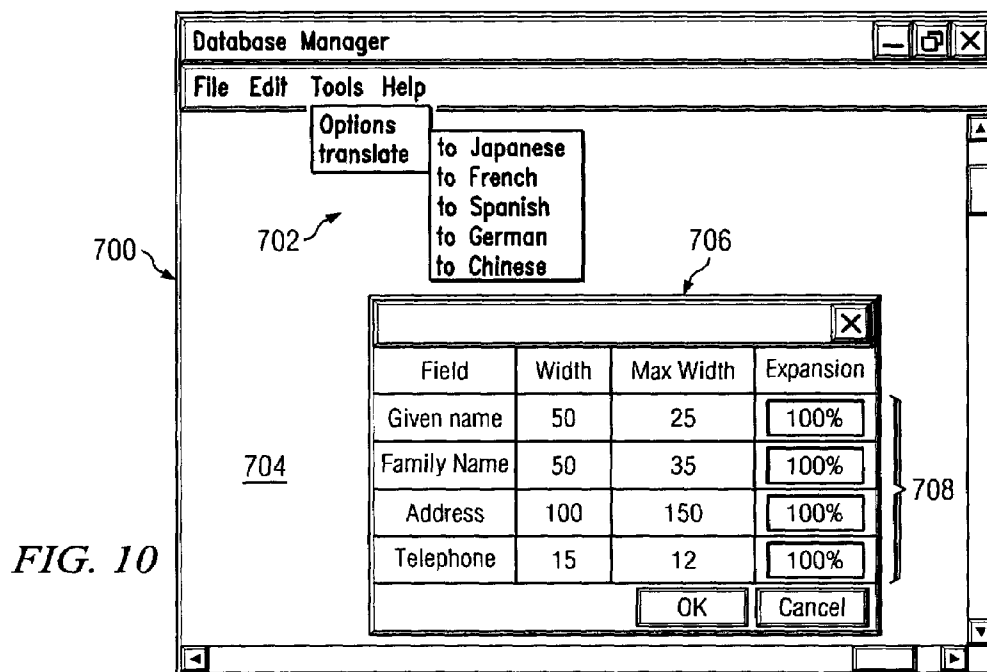 Database Manager
File Edit Tools Help
Options
translate
to Japanese
to French
to Spanish
to German
to Chinese
700
702
704
706
Field Width Max Width Expansion
Given name 50 25 100%
Family Name 50 35 100%
Address 100 150 100%
Telephone 15 12 100%
708
OK Cancel
FIG. 10